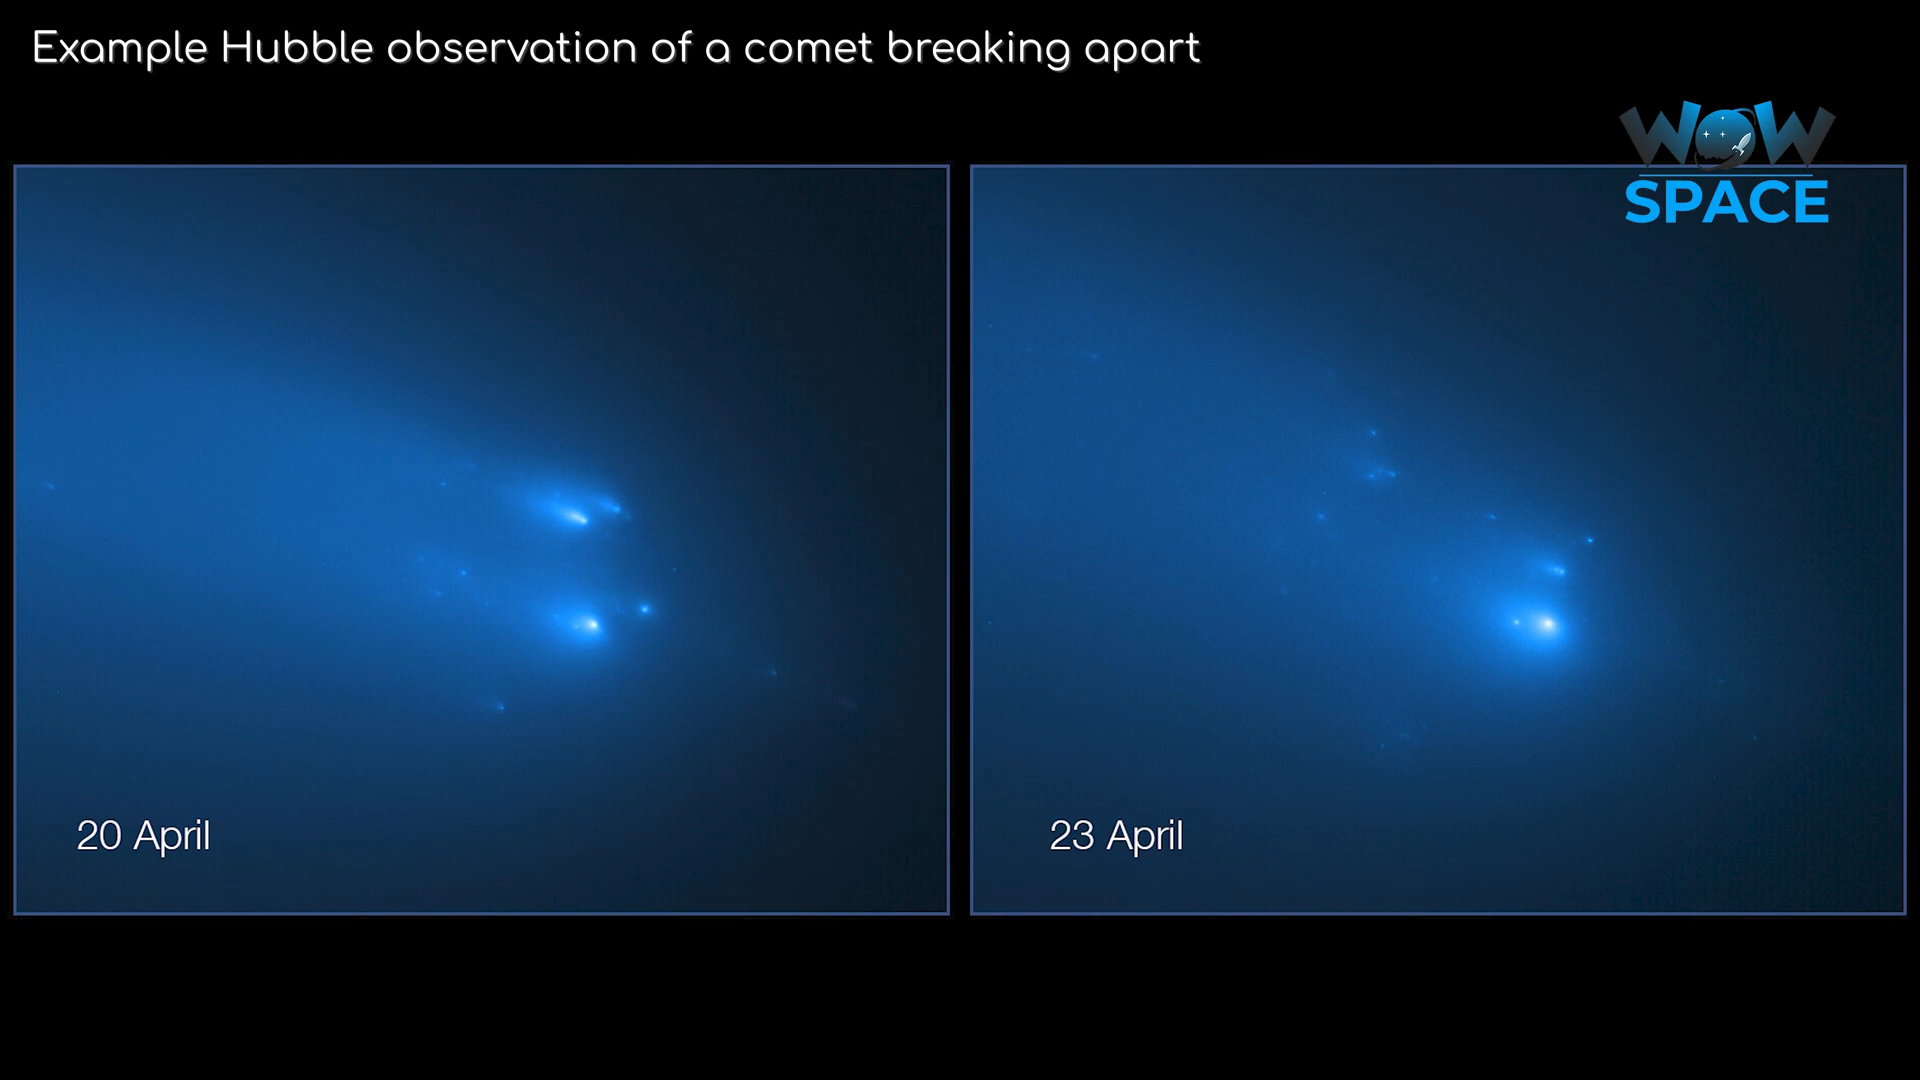 Example Hubble observation of a comet breaking apart
WOW
SPACE
20 April
23 April